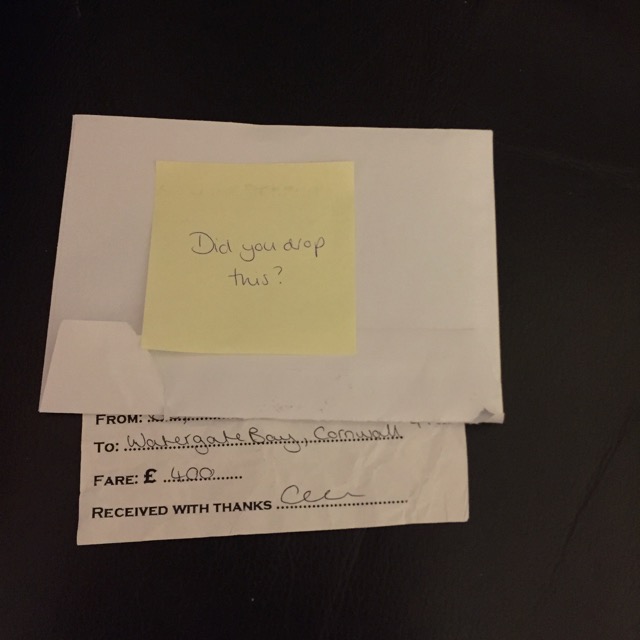 Did you drop
this?
FROM:
TO: Watergate Bay, Cornwall
FARE: £ 400
RECEIVED WITH THANKS